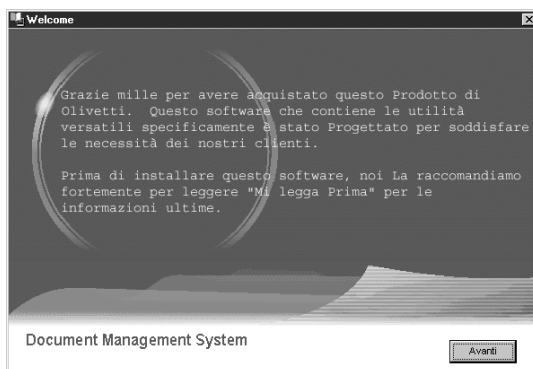 Welcome
Grazie mille per avere acquistato questo Prodotto di
Olivetti. Questo software che contiene le utilità
versatili specificamente è stato Progettato per soddisfare
le necessità dei nostri clienti.
Prima di installare questo software, noi La raccomandiamo
fortemente per leggere "Mi legga Prima" per le
informazioni ultime.
Document Management System
Avanti